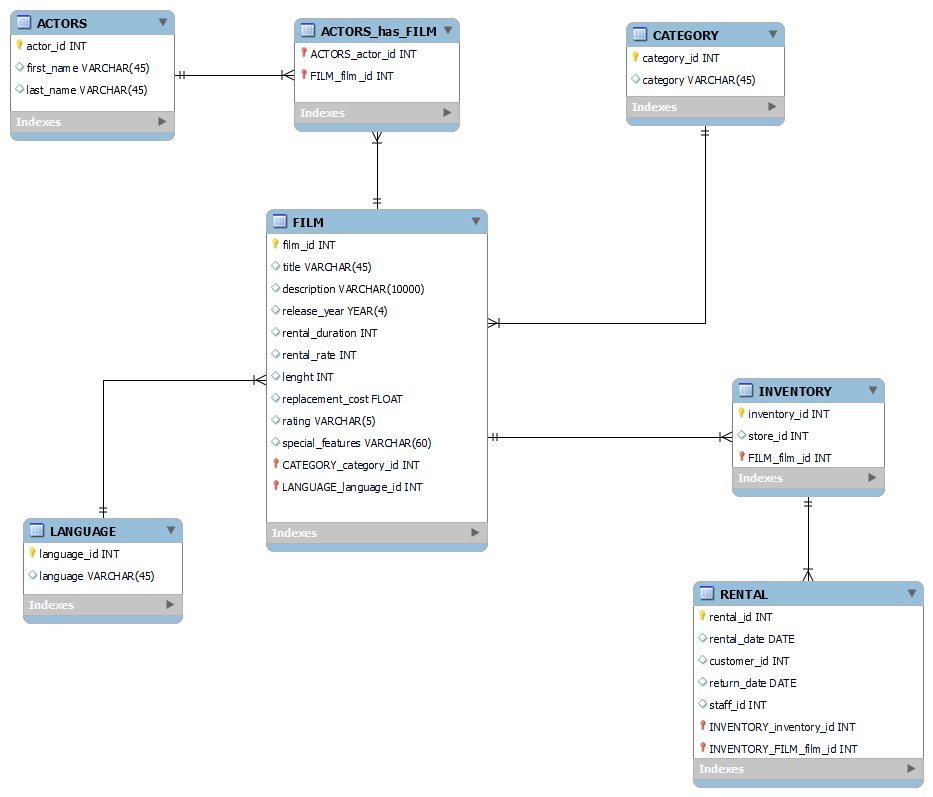 ACTORS
actor_id INT
first_name VARCHAR(45)
last_name VARCHAR(45)
Indexes
ACTORS_has_FILM
ACTORS_actor_id INT
FILM_film_id INT
Indexes
CATEGORY
category_id INT
category VARCHAR(45)
Indexes
FILM
film_id INT
title VARCHAR(45)
description VARCHAR(10000)
release_year YEAR(4)
rental_duration INT
rental_rate INT
lenght INT
replacement_cost FLOAT
rating VARCHAR(5)
special_features VARCHAR(60)
CATEGORY_category_id INT
LANGUAGE_language_id INT
Indexes
INVENTORY
inventory_id INT
store_id INT
FILM_film_id INT
Indexes
LANGUAGE
language_id INT
language VARCHAR(45)
Indexes
RENTAL
rental_id INT
rental_date DATE
customer_id INT
return_date DATE
staff_id INT
INVENTORY_inventory_id INT
INVENTORY_FILM_film_id INT
Indexes